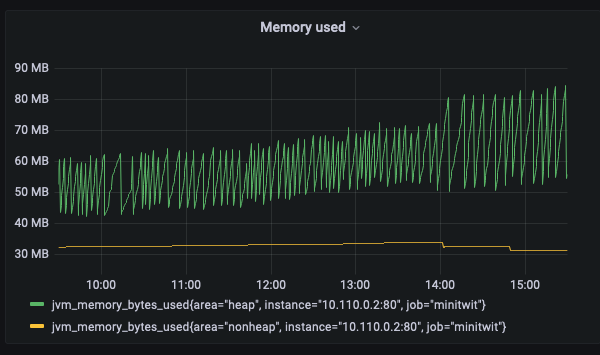 Memory used
90 MB
80 MB
70 MB
60 MB
50 MB
40 MB
30 MB
10:00 11:00 12:00 13:00 14:00 15:00
jvm_memory_bytes_used{area="heap", instance="10.110.0.2:80", job="minitwit"}
jvm_memory_bytes_used{area="nonheap", instance="10.110.0.2:80", job="minitwit"}